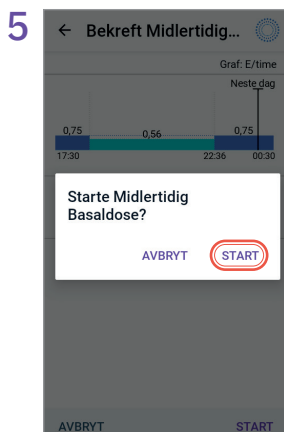 5
← Bekreft Midlertidig...
Graf: E/time
Neste dag
0,75 0,56 0,75
17:30 22:36 00:30
Starte Midlertidig
Basaldose?
AVBRYT START
AVBRYT START